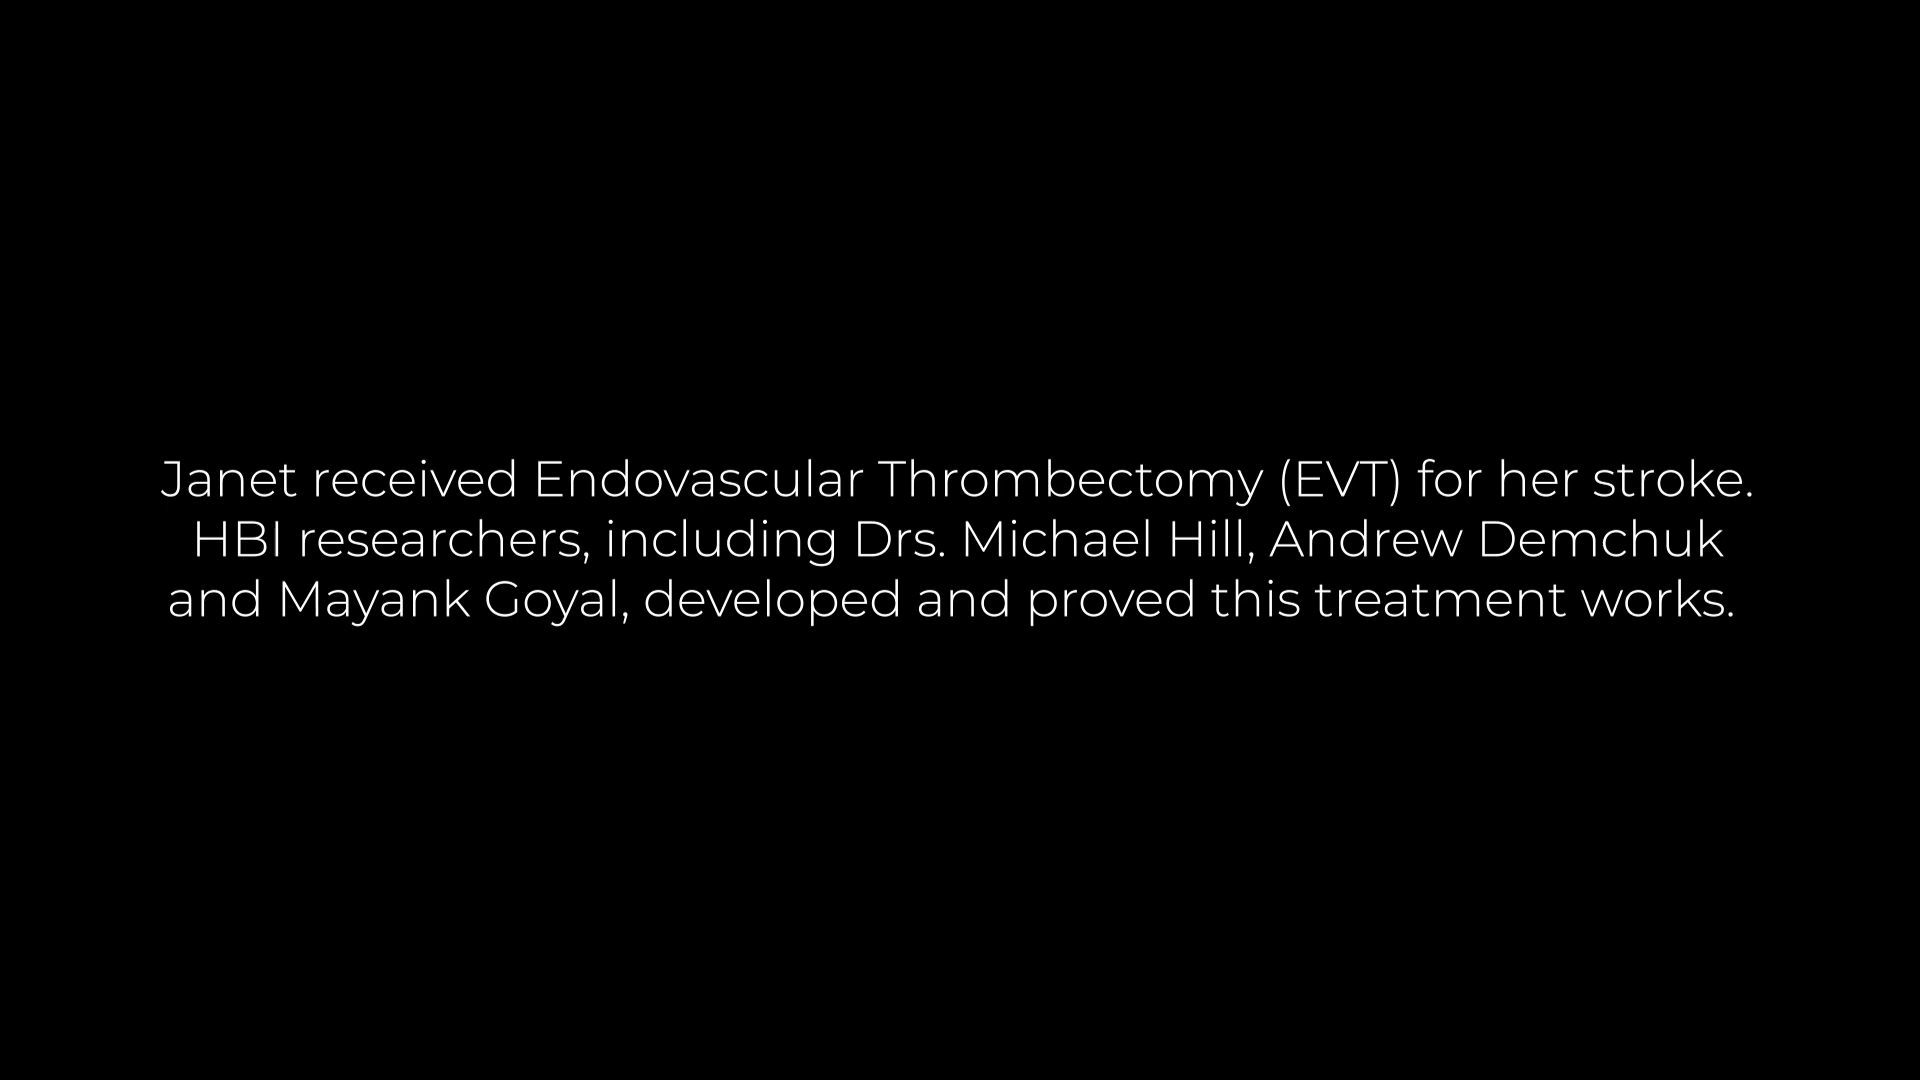 Janet received Endovascular Thrombectomy (EVT) for her stroke.
HBI researchers, including Drs. Michael Hill, Andrew Demchuk
and Mayank Goyal, developed and proved this treatment works.